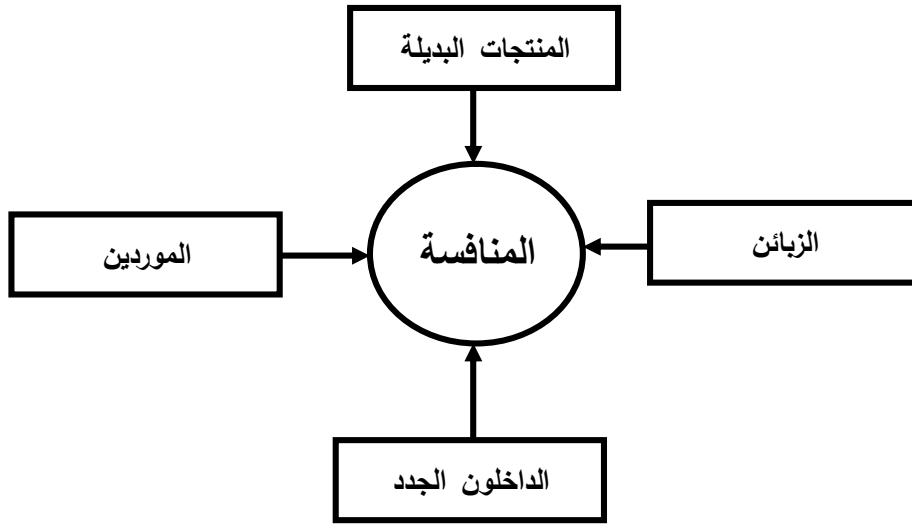 المنتجات البديلة
الزبائن
المنافسة
الموردين
الداخلون الجدد